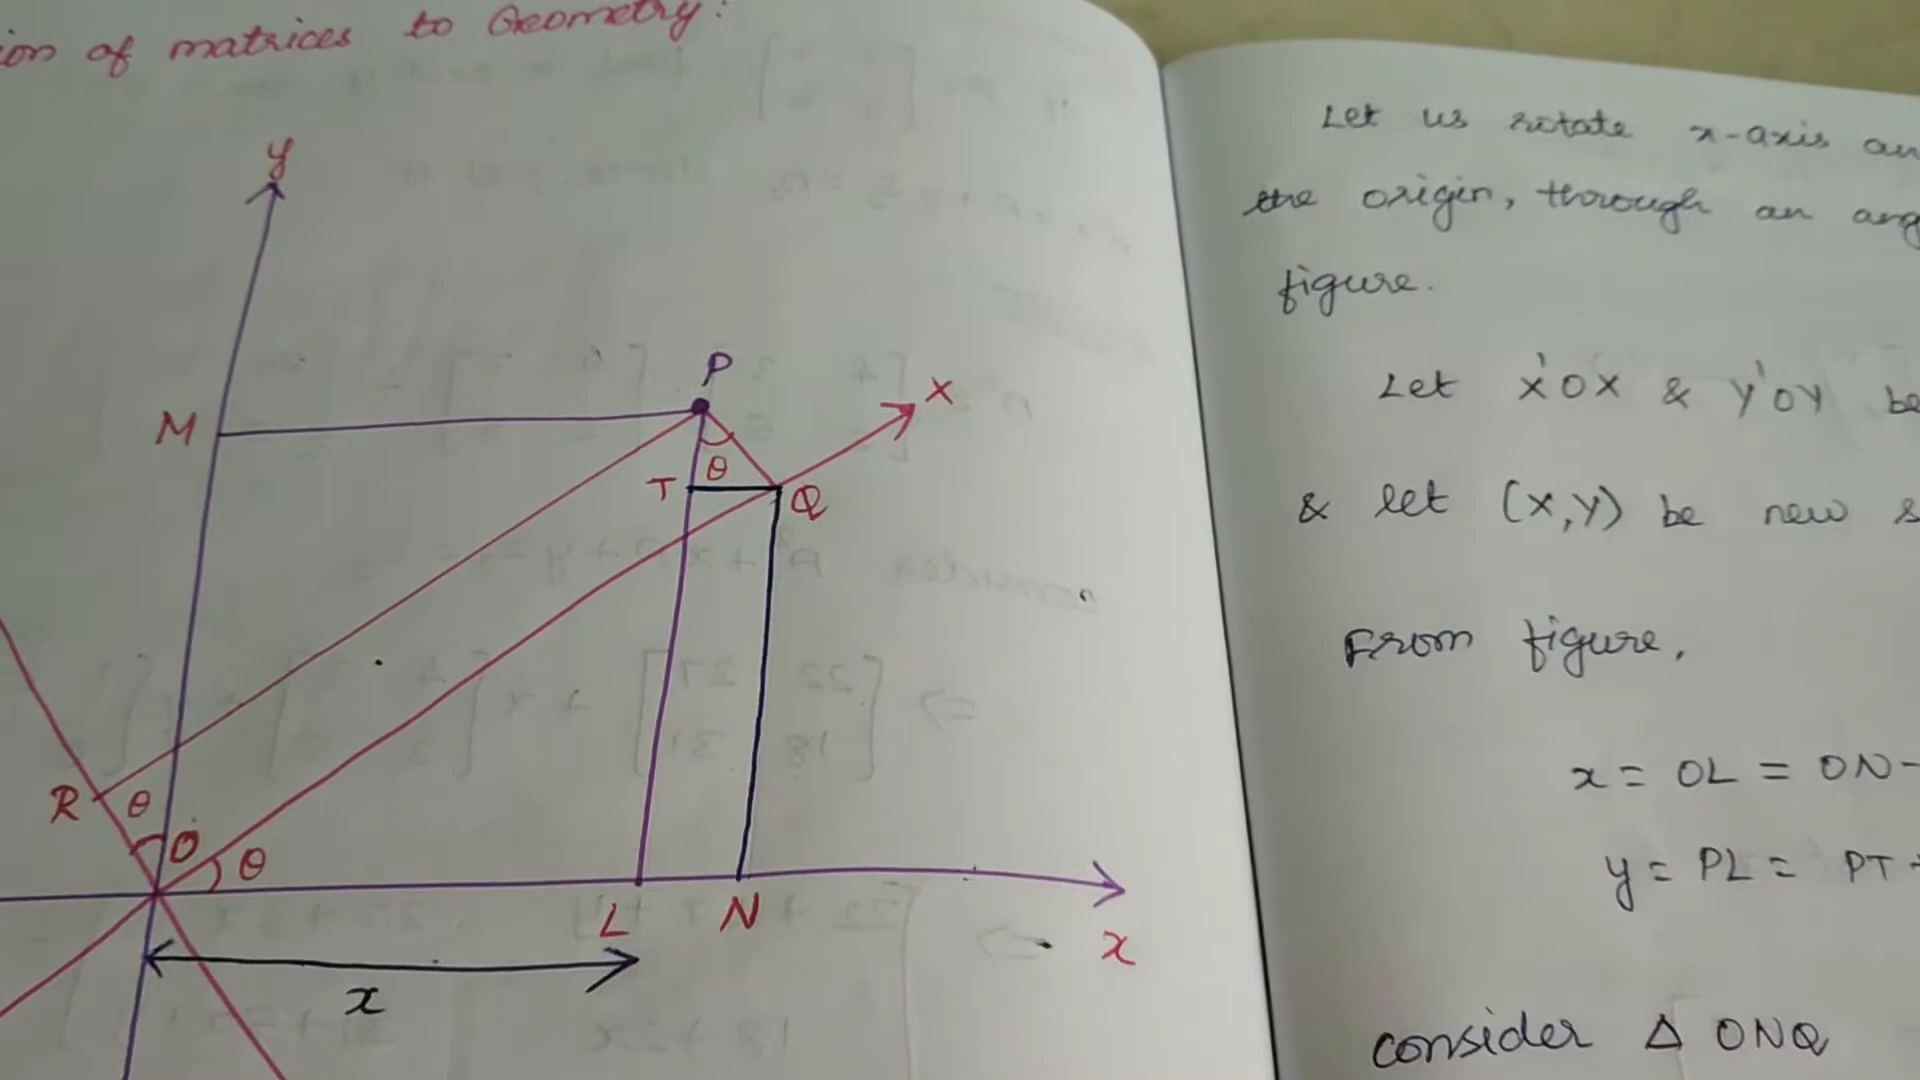 ion of matrices to Geometry:
y
P
X
M
θ
T
Q
R
θ
O
θ
L
N
x
x
Let us rotate x-axis an
the origin, through an ang
figure.
Let X'OX & Y'OY be
& let (X,Y) be new s
From figure,
x = OL = ON-
y = PL = PT +
consider Δ ONQ